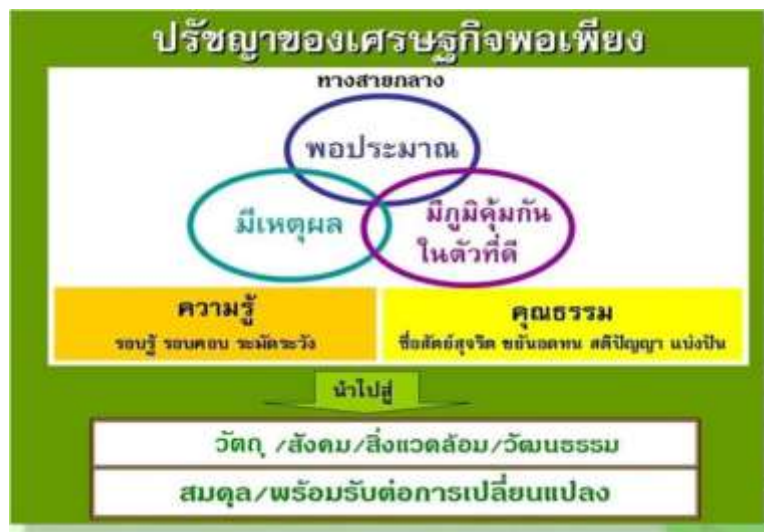 ปรัชญาของเศรษฐกิจพอเพียง
ทางสายกลาง
พอประมาณ
มีเหตุผล
มีภูมิคุ้มกัน
ในตัวที่ดี
ความรู้
รอบรู้ รอบคอบ ระมัดระวัง
คุณธรรม
ซื่อสัตย์สุจริต ขยันอดทน สติปัญญา แบ่งปัน
นำไปสู่
วัตถุ /สังคม/สิ่งแวดล้อม/วัฒนธรรม
สมดุล/พร้อมรับต่อการเปลี่ยนแปลง